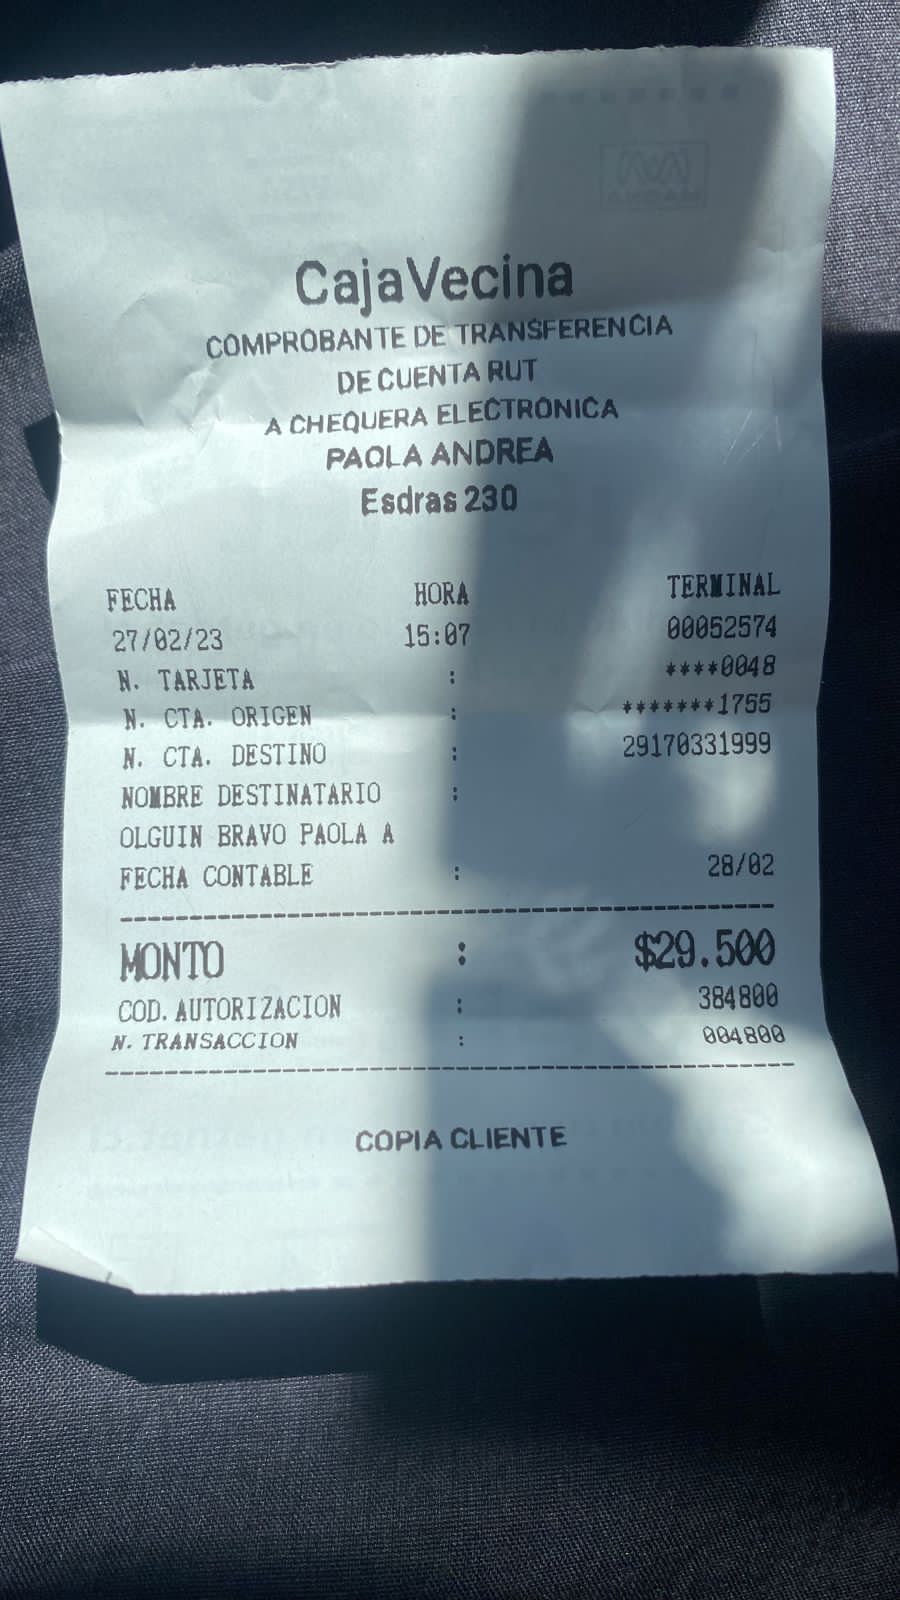 CajaVecina
COMPROBANTE DE TRANSFERENCIA
DE CUENTA RUT
A CHEQUERA ELECTRONICA
PAOLA ANDREA
Esdras 230
FECHA HORA TERMINAL
27/02/23 15:07 00052574
N. TARJETA : ****0048
N. CTA. ORIGEN : *******1755
N. CTA. DESTINO : 29170331999
NOMBRE DESTINATARIO :
OLGUIN BRAVO PAOLA A
FECHA CONTABLE : 28/02
MONTO : $29.500
COD. AUTORIZACION : 384800
N. TRANSACCION : 004800
COPIA CLIENTE